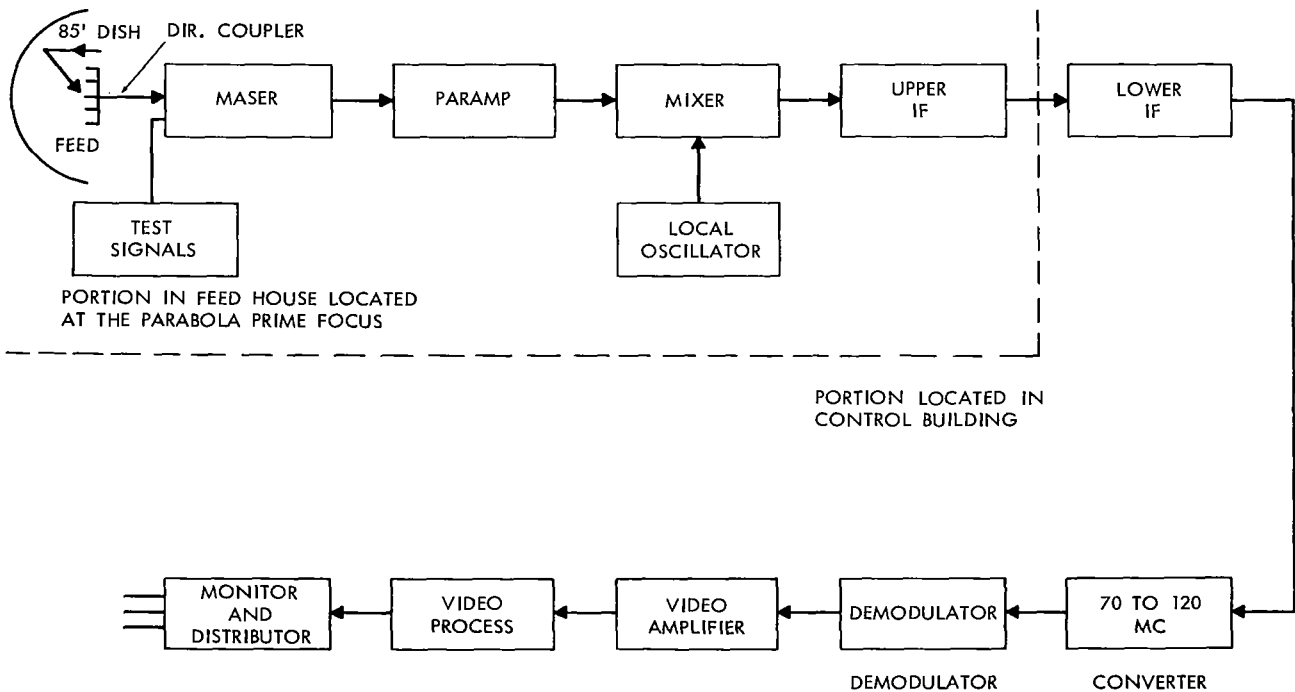 85' DISH
DIR. COUPLER
FEED
MASER
PARAMP
MIXER
UPPER
IF
LOWER
IF
TEST
SIGNALS
LOCAL
OSCILLATOR
PORTION IN FEED HOUSE LOCATED
AT THE PARABOLA PRIME FOCUS
PORTION LOCATED IN
CONTROL BUILDING
MONITOR
AND
DISTRIBUTOR
VIDEO
PROCESS
VIDEO
AMPLIFIER
DEMODULATOR
70 TO 120
MC
DEMODULATOR
CONVERTER